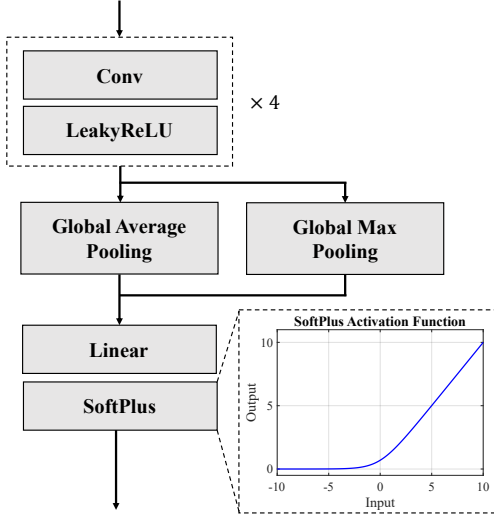 Conv
LeakyReLU
× 4
Global Average
Pooling
Global Max
Pooling
Linear
SoftPlus
SoftPlus Activation Function
Output
10
5
0
-10
-5
0
5
10
Input